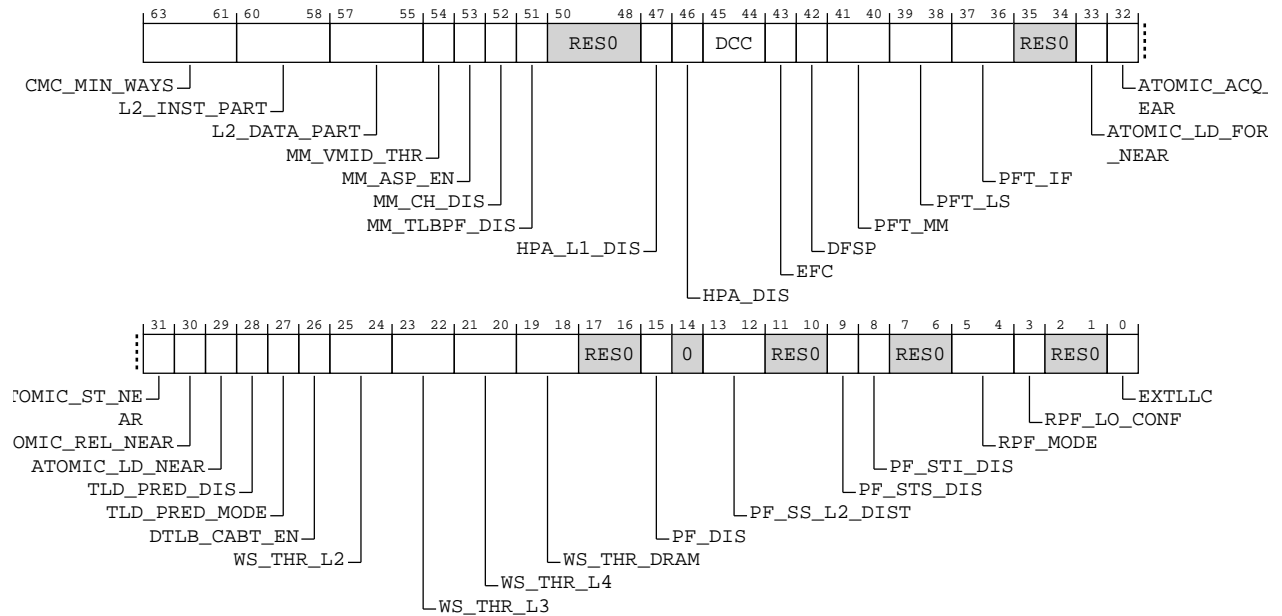 63 61 60 58 57 55 54 53 52 51 50 48 47 46 45 44 43 42 41 40 39 38 37 36 35 34 33 32
RES0 DCC RES0
CMC_MIN_WAYS ATOMIC_ACQ_
L2_INST_PART EAR
L2_DATA_PART ATOMIC_LD_FOR
MM_VMID_THR _NEAR
MM_ASP_EN PFT_IF
MM_CH_DIS PFT_LS
MM_TLBPF_DIS PFT_MM
HPA_L1_DIS DFSP
EFC
HPA_DIS
31 30 29 28 27 26 25 24 23 22 21 20 19 18 17 16 15 14 13 12 11 10 9 8 7 6 5 4 3 2 1 0
RES0 0 RES0 RES0 RES0
TOMIC_ST_NE EXTLLC
AR RPF_LO_CONF
OMIC_REL_NEAR RPF_MODE
ATOMIC_LD_NEAR PF_STI_DIS
TLD_PRED_DIS PF_STS_DIS
TLD_PRED_MODE PF_SS_L2_DIST
DTLB_CABT_EN PF_DIS
WS_THR_L2 WS_THR_DRAM
WS_THR_L4
WS_THR_L3